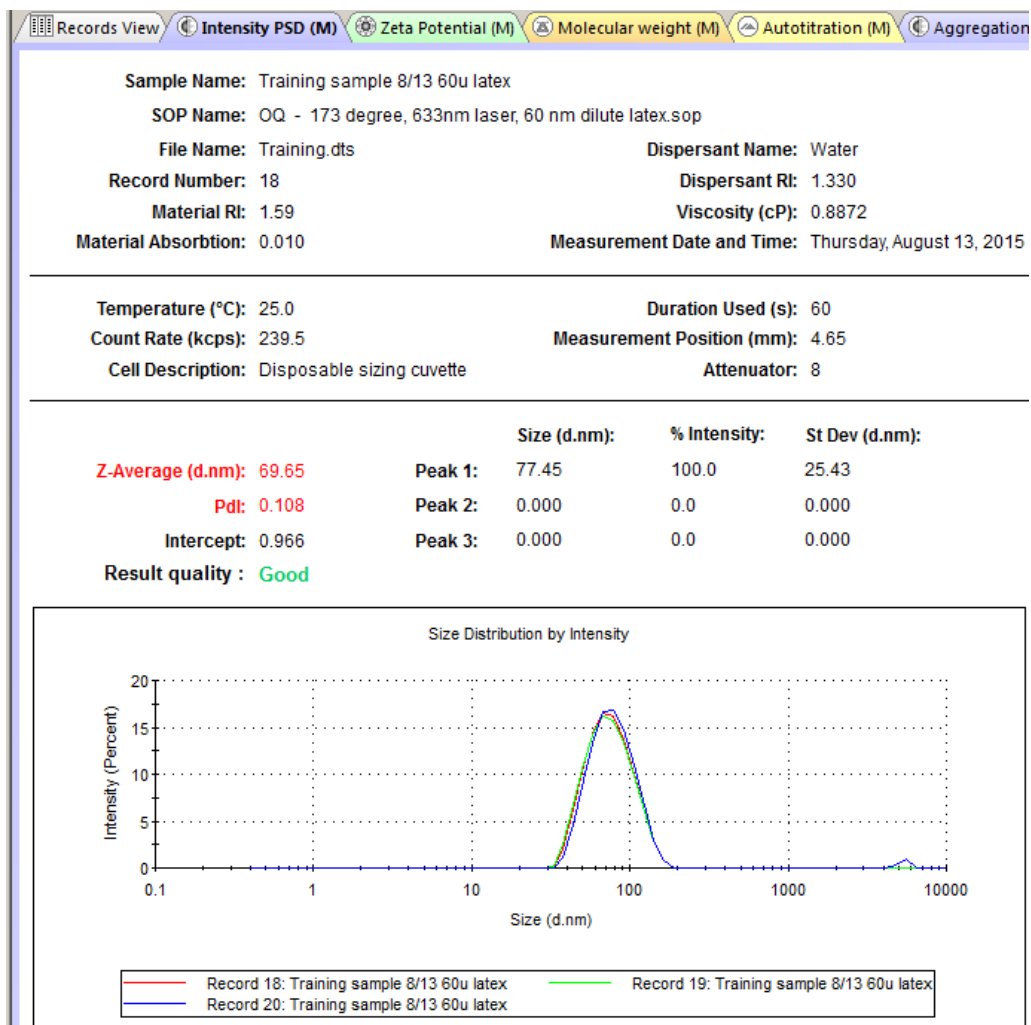 Records View Intensity PSD (M) Zeta Potential (M) Molecular weight (M) Autotitration (M) Aggregation
Sample Name: Training sample 8/13 60u latex
SOP Name: OQ - 173 degree, 633nm laser, 60 nm dilute latex.sop
File Name: Training.dts Dispersant Name: Water
Record Number: 18 Dispersant RI: 1.330
Material RI: 1.59 Viscosity (cP): 0.8872
Material Absorbtion: 0.010 Measurement Date and Time: Thursday, August 13, 2015
Temperature (°C): 25.0 Duration Used (s): 60
Count Rate (kcps): 239.5 Measurement Position (mm): 4.65
Cell Description: Disposable sizing cuvette Attenuator: 8
Size (d.nm): % Intensity: St Dev (d.nm):
Z-Average (d.nm): 69.65 Peak 1: 77.45 100.0 25.43
PdI: 0.108 Peak 2: 0.000 0.0 0.000
Intercept: 0.966 Peak 3: 0.000 0.0 0.000
Result quality : Good
Size Distribution by Intensity
Intensity (Percent)
20
15
10
5
0
0.1 1 10 100 1000 10000
Size (d.nm)
Record 18: Training sample 8/13 60u latex Record 19: Training sample 8/13 60u latex
Record 20: Training sample 8/13 60u latex